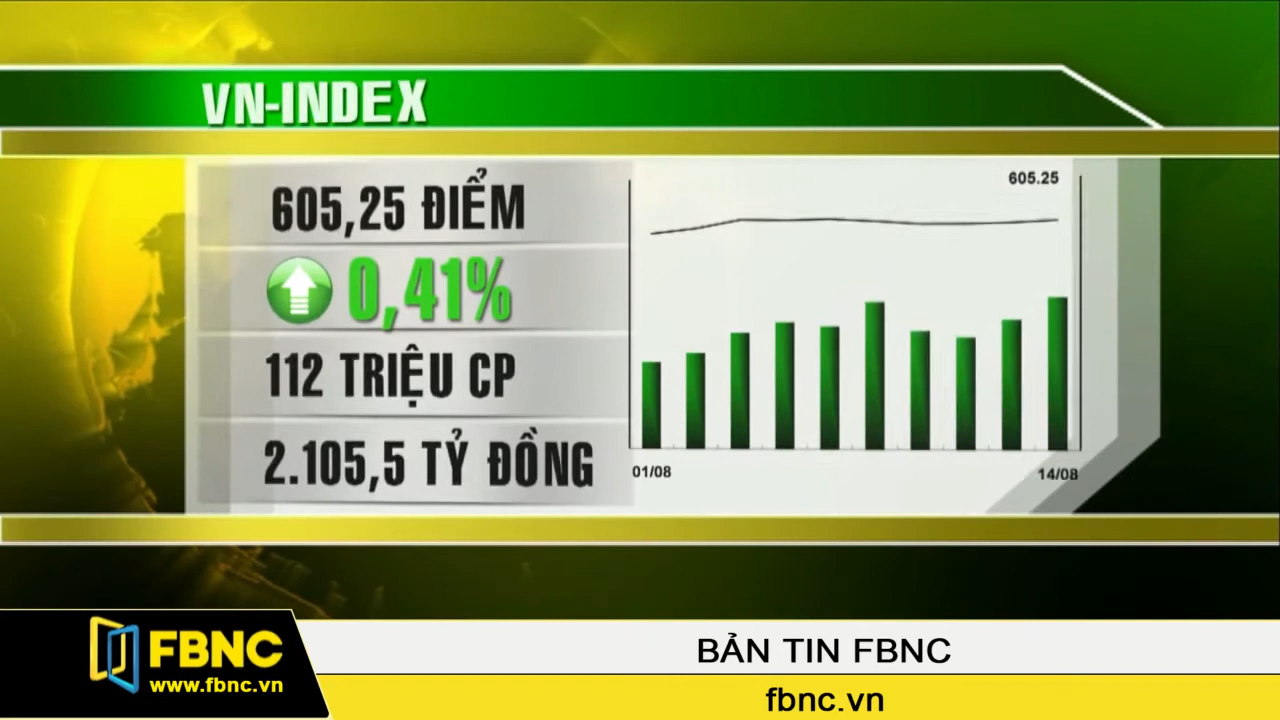 VN-INDEX
605,25 ĐIỂM
0,41%
112 TRIỆU CP
2.105,5 TỶ ĐỒNG
605.25
01/08
14/08
FBNC
www.fbnc.vn
BẢN TIN FBNC
fbnc.vn